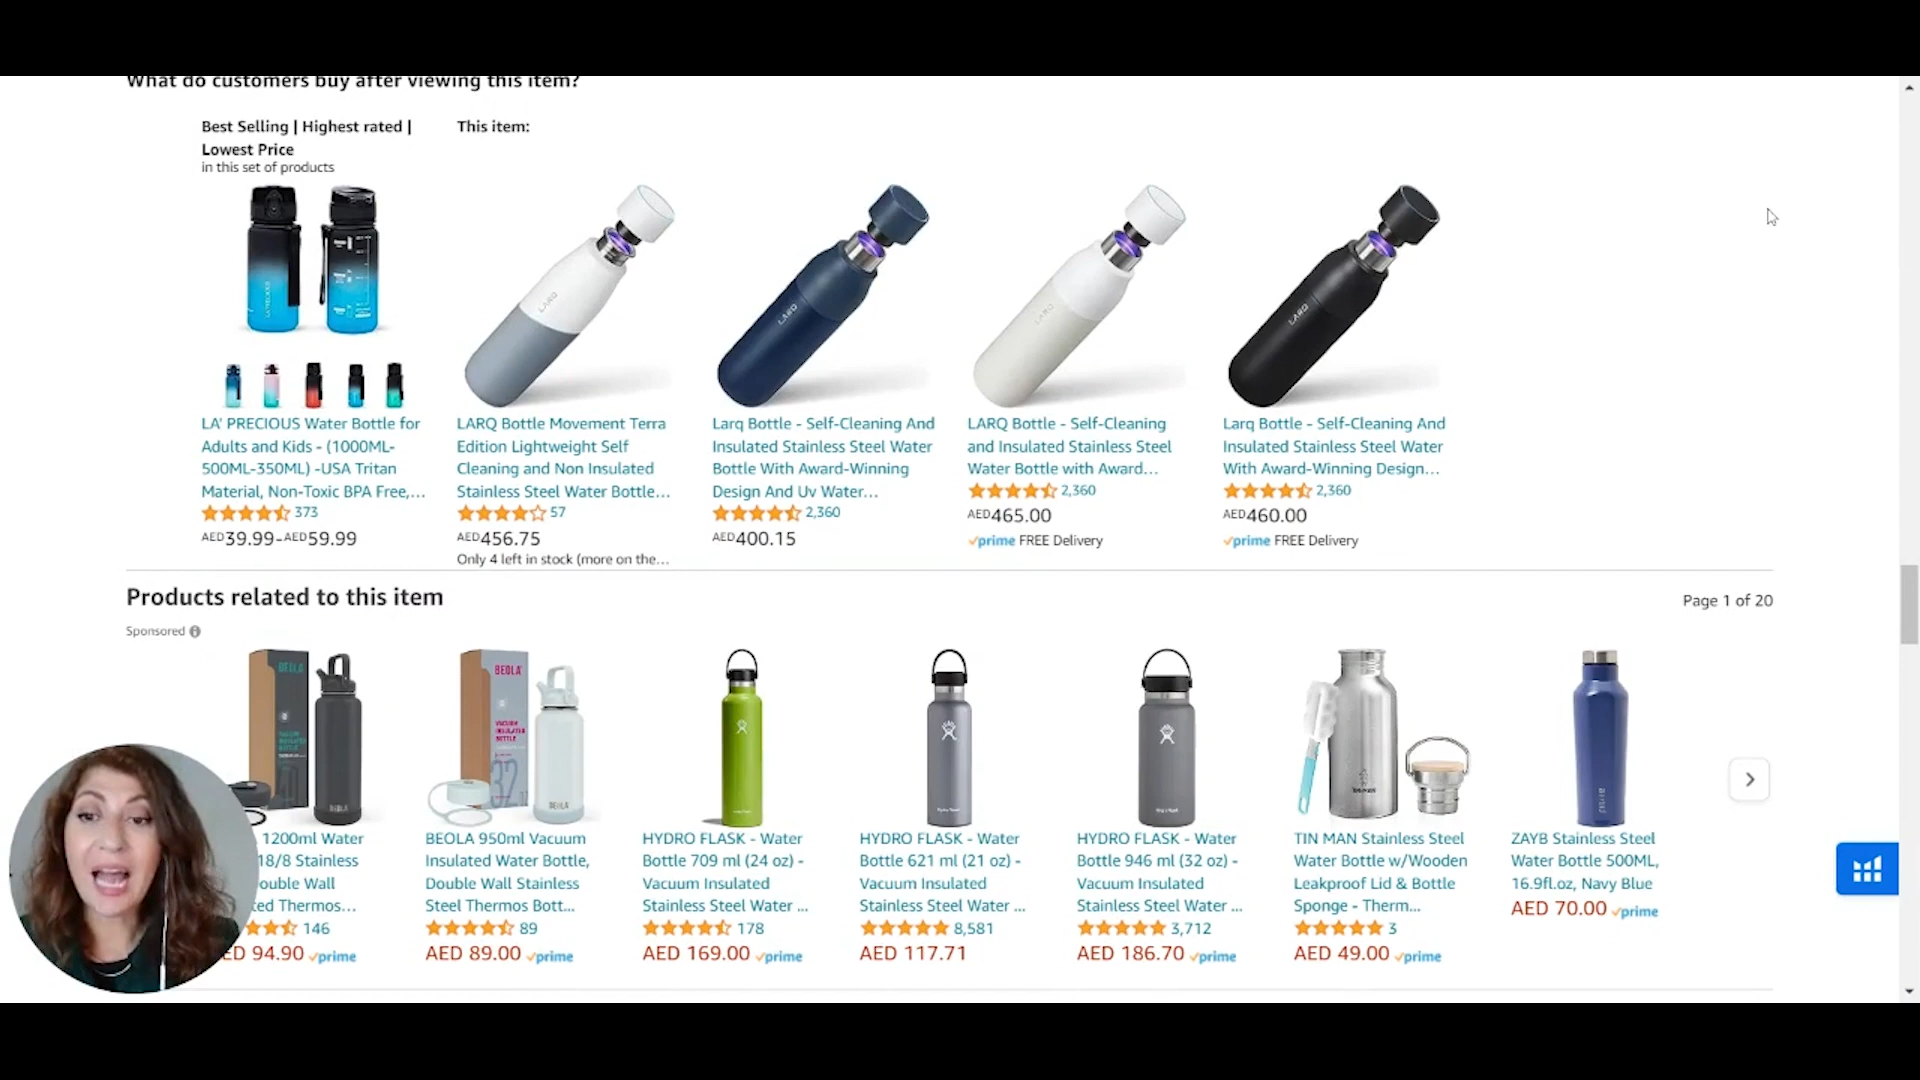 What do customers buy after viewing this item?
Best Selling | Highest rated |
Lowest Price
in this set of products
This item:
LARQ
LARQ
LARQ
LARQ
LA' PRECIOUS Water Bottle for
Adults and Kids - (1000ML-
500ML-350ML) -USA Tritan
Material, Non-Toxic BPA Free,...
373
AED39.99-AED59.99
LARQ Bottle Movement Terra
Edition Lightweight Self
Cleaning and Non Insulated
Stainless Steel Water Bottle...
57
AED456.75
Only 4 left in stock (more on the...
Larq Bottle - Self-Cleaning And
Insulated Stainless Steel Water
Bottle With Award-Winning
Design And Uv Water...
2,360
AED400.15
LARQ Bottle - Self-Cleaning
and Insulated Stainless Steel
Water Bottle with Award...
2,360
AED465.00
prime FREE Delivery
Larq Bottle - Self-Cleaning And
Insulated Stainless Steel Water
With Award-Winning Design...
2,360
AED460.00
prime FREE Delivery
Products related to this item
Page 1 of 20
Sponsored
BEOLA
BEOLA
VACUUM
INSULATED
BOTTLE
32
BEOLA
1200ml Water
18/8 Stainless
ouble Wall
ted Thermos...
146
ED 94.90 prime
BEOLA 950ml Vacuum
Insulated Water Bottle,
Double Wall Stainless
Steel Thermos Bott...
89
AED 89.00 prime
HYDRO FLASK - Water
Bottle 709 ml (24 oz) -
Vacuum Insulated
Stainless Steel Water ...
178
AED 169.00 prime
HYDRO FLASK - Water
Bottle 621 ml (21 oz) -
Vacuum Insulated
Stainless Steel Water ...
8,581
AED 117.71
HYDRO FLASK - Water
Bottle 946 ml (32 oz) -
Vacuum Insulated
Stainless Steel Water ...
3,712
AED 186.70 prime
TIN MAN Stainless Steel
Water Bottle w/Wooden
Leakproof Lid & Bottle
Sponge - Therm...
3
AED 49.00 prime
ZAYB Stainless Steel
Water Bottle 500ML,
16.9fl.oz, Navy Blue
AED 70.00 prime